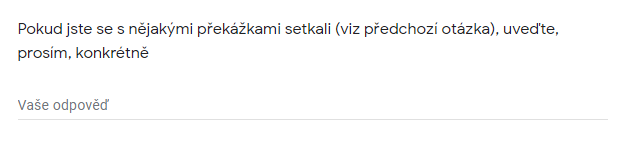 Pokud jste se s nějakými překážkami setkali (viz předchozí otázka), uveďte,
prosím, konkrétně
Vaše odpověď